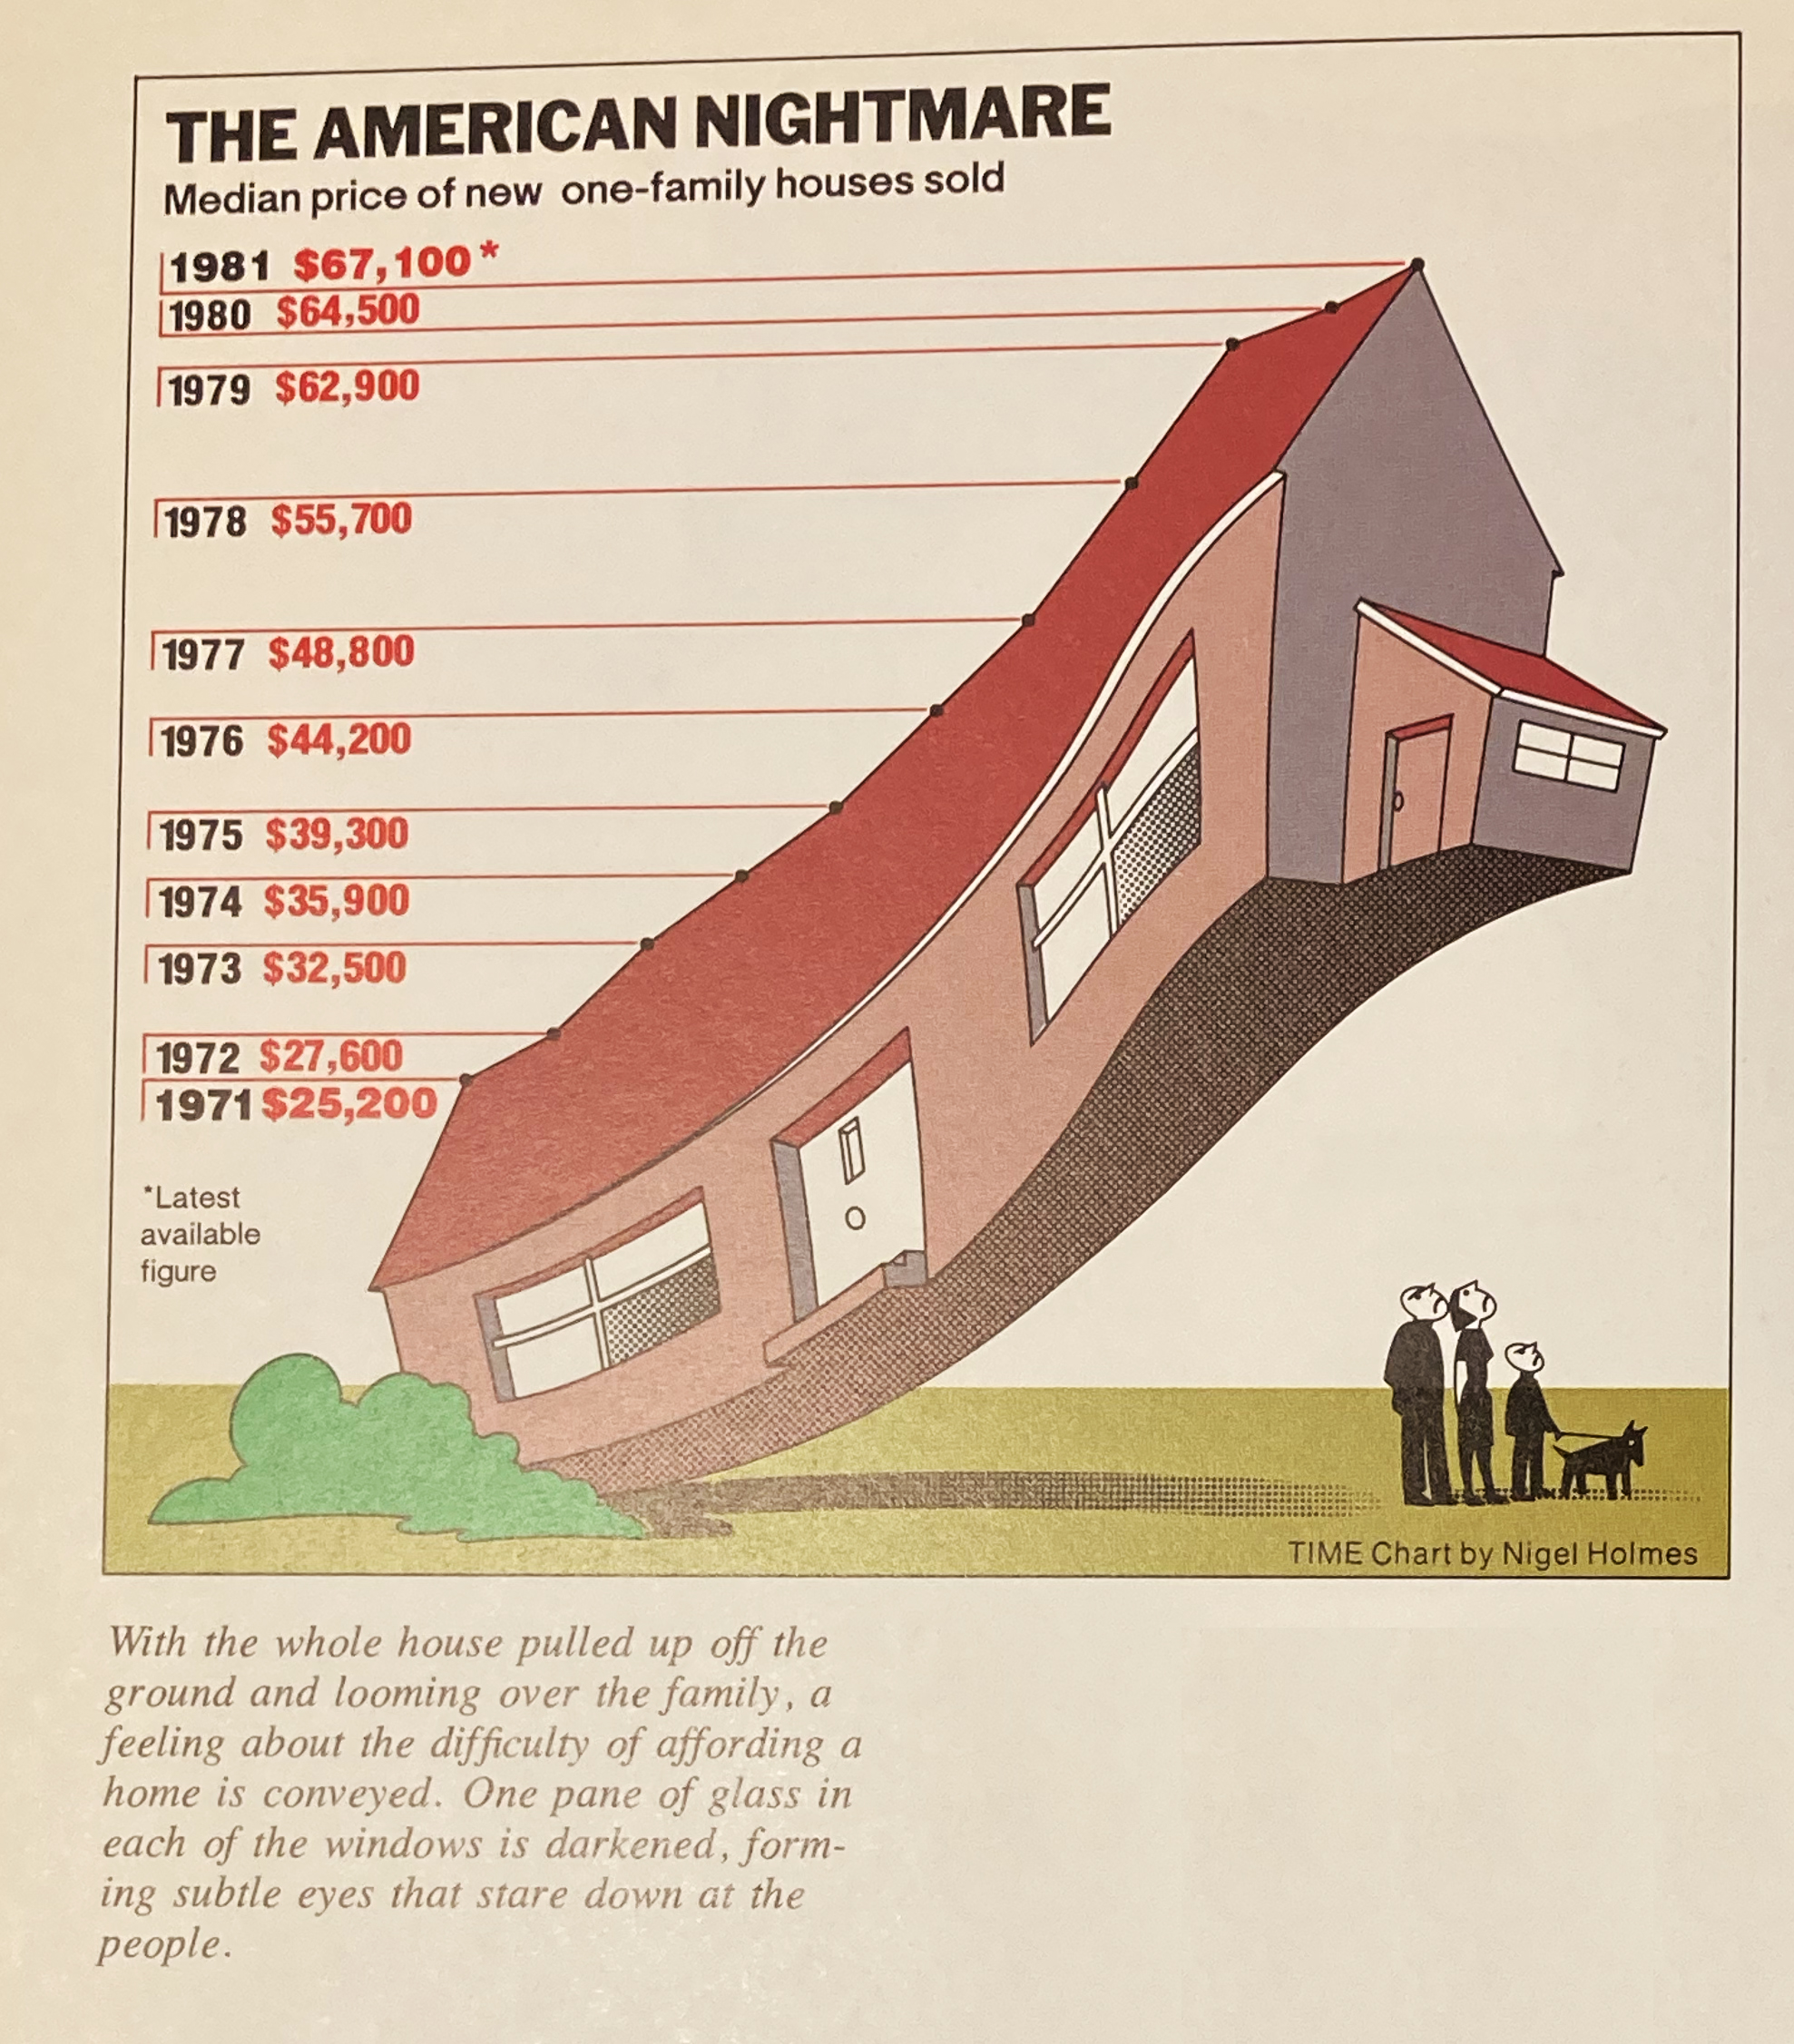 THE AMERICAN NIGHTMARE
Median price of new one-family houses sold
1981 $67,100*
1980 $64,500
1979 $62,900
1978 $55,700
1977 $48,800
1976 $44,200
1975 $39,300
1974 $35,900
1973 $32,500
1972 $27,600
1971 $25,200
*Latest
available
figure
TIME Chart by Nigel Holmes
With the whole house pulled up off the
ground and looming over the family, a
feeling about the difficulty of affording a
home is conveyed. One pane of glass in
each of the windows is darkened, form-
ing subtle eyes that stare down at the
people.